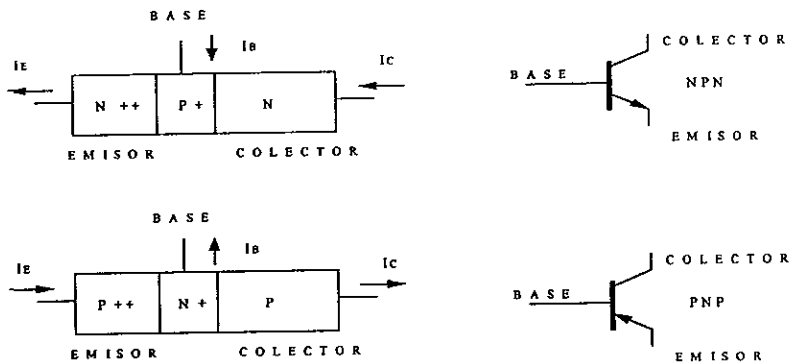 BASE
IE
IB
IC
N ++ P + N
EMISOR COLECTOR
COLECTOR
BASE NPN
EMISOR
BASE
IE
IB
IC
P ++ N + P
EMISOR COLECTOR
COLECTOR
BASE PNP
EMISOR